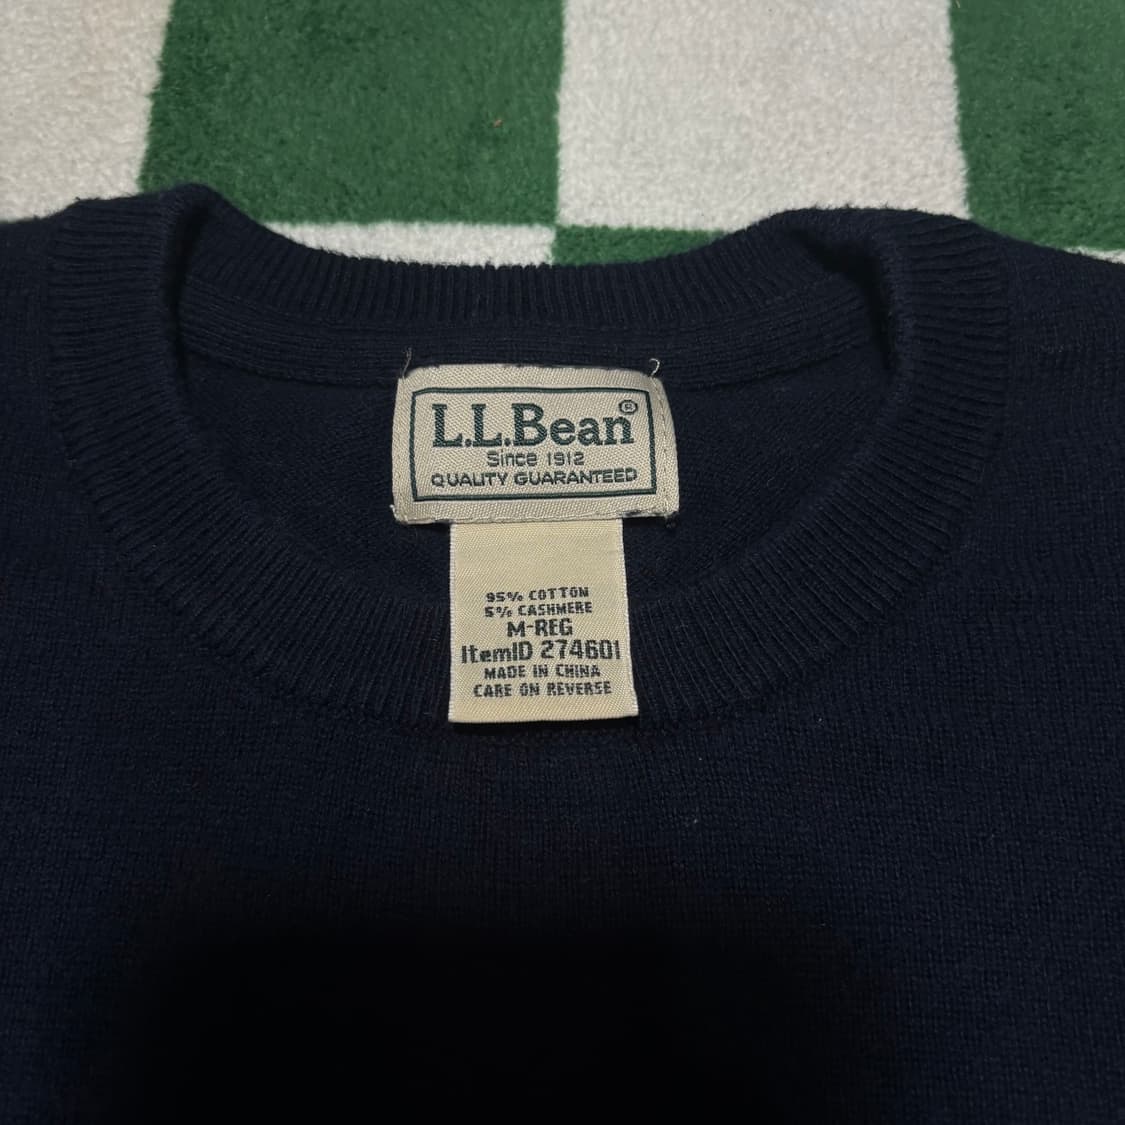 L.L.Bean®
Since 1912
QUALITY GUARANTEED
95% COTTON
5% CASHMERE
M-REG
ItemID 274601
MADE IN CHINA
CARE ON REVERSE